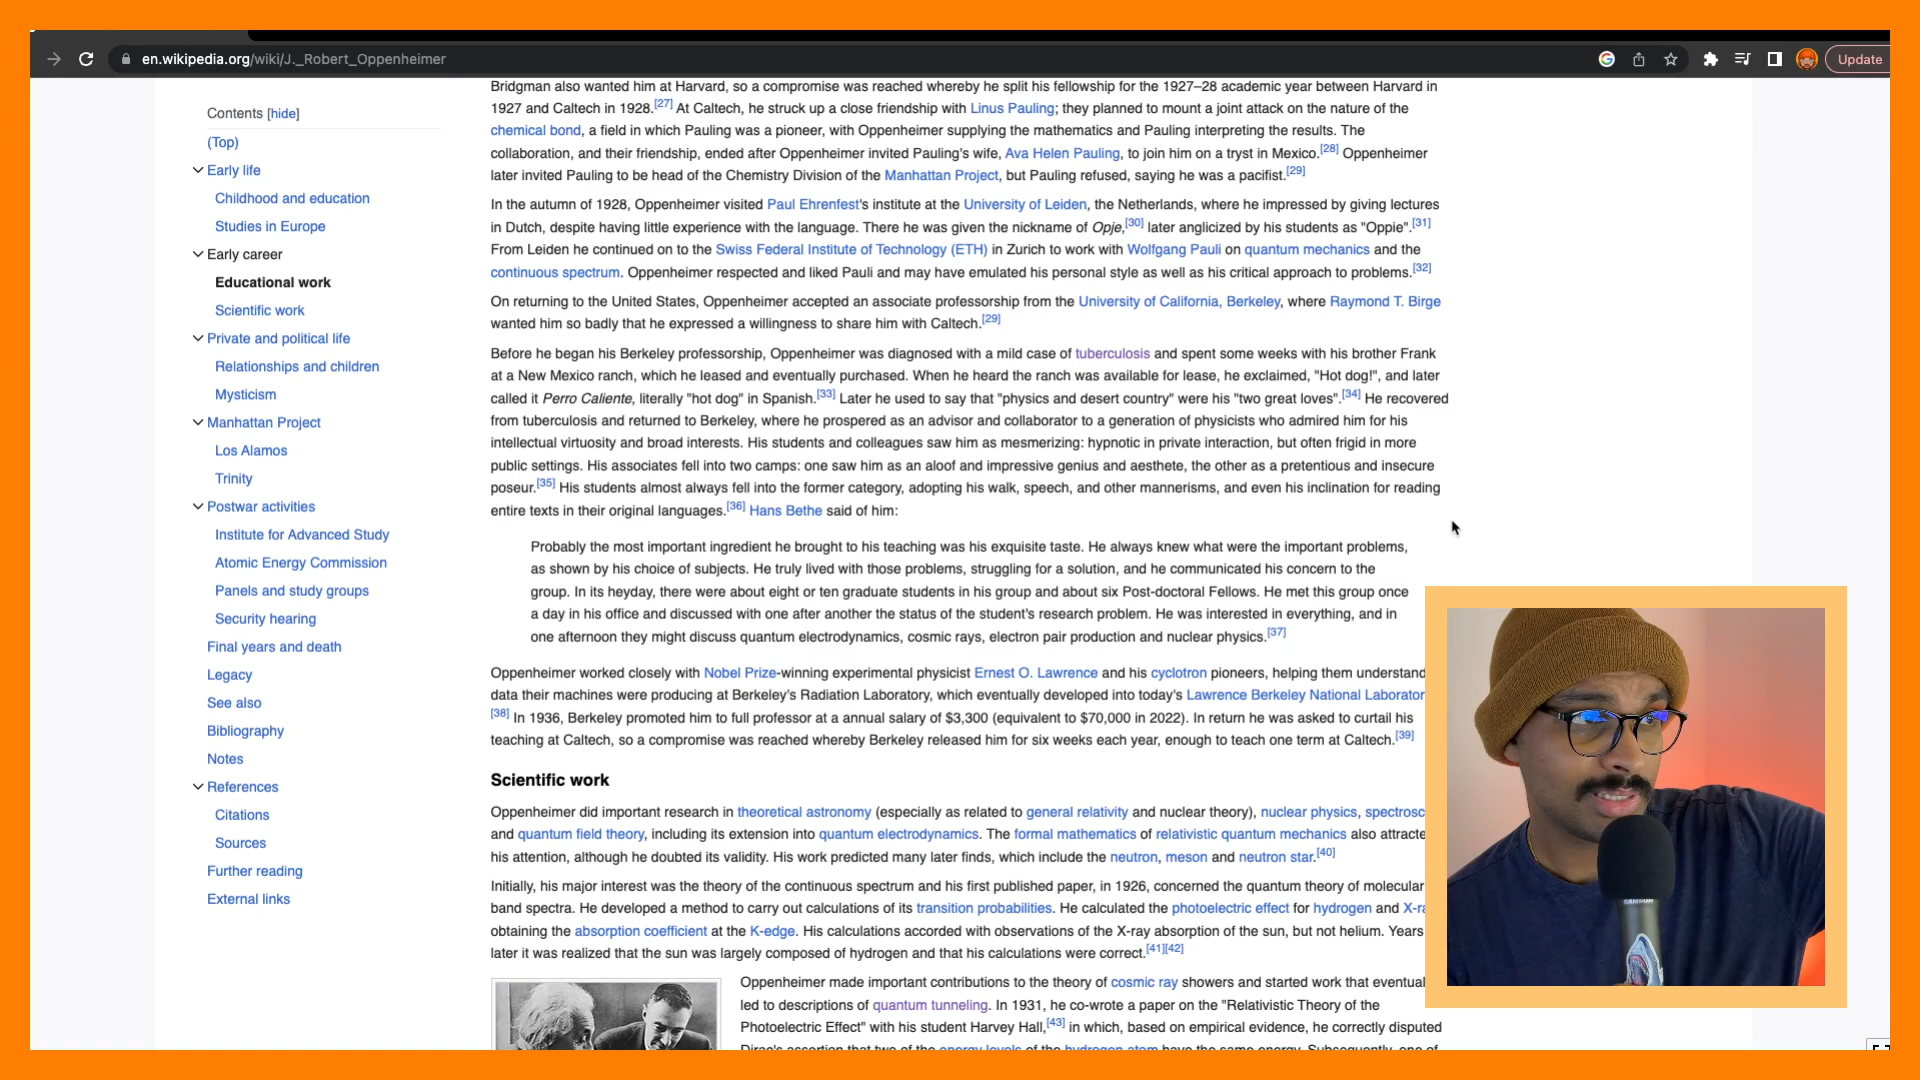 en.wikipedia.org/wiki/J._Robert_Oppenheimer
Update
Contents [hide]
(Top)
Early life
Childhood and education
Studies in Europe
Early career
Educational work
Scientific work
Private and political life
Relationships and children
Mysticism
Manhattan Project
Los Alamos
Trinity
Postwar activities
Institute for Advanced Study
Atomic Energy Commission
Panels and study groups
Security hearing
Final years and death
Legacy
See also
Bibliography
Notes
References
Citations
Sources
Further reading
External links
Bridgman also wanted him at Harvard, so a compromise was reached whereby he split his fellowship for the 1927–28 academic year between Harvard in
1927 and Caltech in 1928.[27] At Caltech, he struck up a close friendship with Linus Pauling; they planned to mount a joint attack on the nature of the
chemical bond, a field in which Pauling was a pioneer, with Oppenheimer supplying the mathematics and Pauling interpreting the results. The
collaboration, and their friendship, ended after Oppenheimer invited Pauling's wife, Ava Helen Pauling, to join him on a tryst in Mexico.[28] Oppenheimer
later invited Pauling to be head of the Chemistry Division of the Manhattan Project, but Pauling refused, saying he was a pacifist.[29]
In the autumn of 1928, Oppenheimer visited Paul Ehrenfest's institute at the University of Leiden, the Netherlands, where he impressed by giving lectures
in Dutch, despite having little experience with the language. There he was given the nickname of Opje,[30] later anglicized by his students as "Oppie".[31]
From Leiden he continued on to the Swiss Federal Institute of Technology (ETH) in Zurich to work with Wolfgang Pauli on quantum mechanics and the
continuous spectrum. Oppenheimer respected and liked Pauli and may have emulated his personal style as well as his critical approach to problems.[32]
On returning to the United States, Oppenheimer accepted an associate professorship from the University of California, Berkeley, where Raymond T. Birge
wanted him so badly that he expressed a willingness to share him with Caltech.[29]
Before he began his Berkeley professorship, Oppenheimer was diagnosed with a mild case of tuberculosis and spent some weeks with his brother Frank
at a New Mexico ranch, which he leased and eventually purchased. When he heard the ranch was available for lease, he exclaimed, "Hot dog!", and later
called it Perro Caliente, literally "hot dog" in Spanish.[33] Later he used to say that "physics and desert country" were his "two great loves".[34] He recovered
from tuberculosis and returned to Berkeley, where he prospered as an advisor and collaborator to a generation of physicists who admired him for his
intellectual virtuosity and broad interests. His students and colleagues saw him as mesmerizing: hypnotic in private interaction, but often frigid in more
public settings. His associates fell into two camps: one saw him as an aloof and impressive genius and aesthete, the other as a pretentious and insecure
poseur.[35] His students almost always fell into the former category, adopting his walk, speech, and other mannerisms, and even his inclination for reading
entire texts in their original languages.[36] Hans Bethe said of him:
Probably the most important ingredient he brought to his teaching was his exquisite taste. He always knew what were the important problems,
as shown by his choice of subjects. He truly lived with those problems, struggling for a solution, and he communicated his concern to the
group. In its heyday, there were about eight or ten graduate students in his group and about six Post-doctoral Fellows. He met this group once
a day in his office and discussed with one after another the status of the student's research problem. He was interested in everything, and in
one afternoon they might discuss quantum electrodynamics, cosmic rays, electron pair production and nuclear physics.[37]
Oppenheimer worked closely with Nobel Prize-winning experimental physicist Ernest O. Lawrence and his cyclotron pioneers, helping them understand
data their machines were producing at Berkeley's Radiation Laboratory, which eventually developed into today's Lawrence Berkeley National Laborator
[38] In 1936, Berkeley promoted him to full professor at a annual salary of $3,300 (equivalent to $70,000 in 2022). In return he was asked to curtail his
teaching at Caltech, so a compromise was reached whereby Berkeley released him for six weeks each year, enough to teach one term at Caltech.[39]
Scientific work
Oppenheimer did important research in theoretical astronomy (especially as related to general relativity and nuclear theory), nuclear physics, spectrosc
and quantum field theory, including its extension into quantum electrodynamics. The formal mathematics of relativistic quantum mechanics also attracte
his attention, although he doubted its validity. His work predicted many later finds, which include the neutron, meson and neutron star.[40]
Initially, his major interest was the theory of the continuous spectrum and his first published paper, in 1926, concerned the quantum theory of molecular
band spectra. He developed a method to carry out calculations of its transition probabilities. He calculated the photoelectric effect for hydrogen and X-ra
obtaining the absorption coefficient at the K-edge. His calculations accorded with observations of the X-ray absorption of the sun, but not helium. Years
later it was realized that the sun was largely composed of hydrogen and that his calculations were correct.[41][42]
Oppenheimer made important contributions to the theory of cosmic ray showers and started work that eventual
led to descriptions of quantum tunneling. In 1931, he co-wrote a paper on the "Relativistic Theory of the
Photoelectric Effect" with his student Harvey Hall,[43] in which, based on empirical evidence, he correctly disputed
Dirac's assertion that two of the energy levels of the hydrogen atom have the same energy. Subsequently, one of
SAMSON